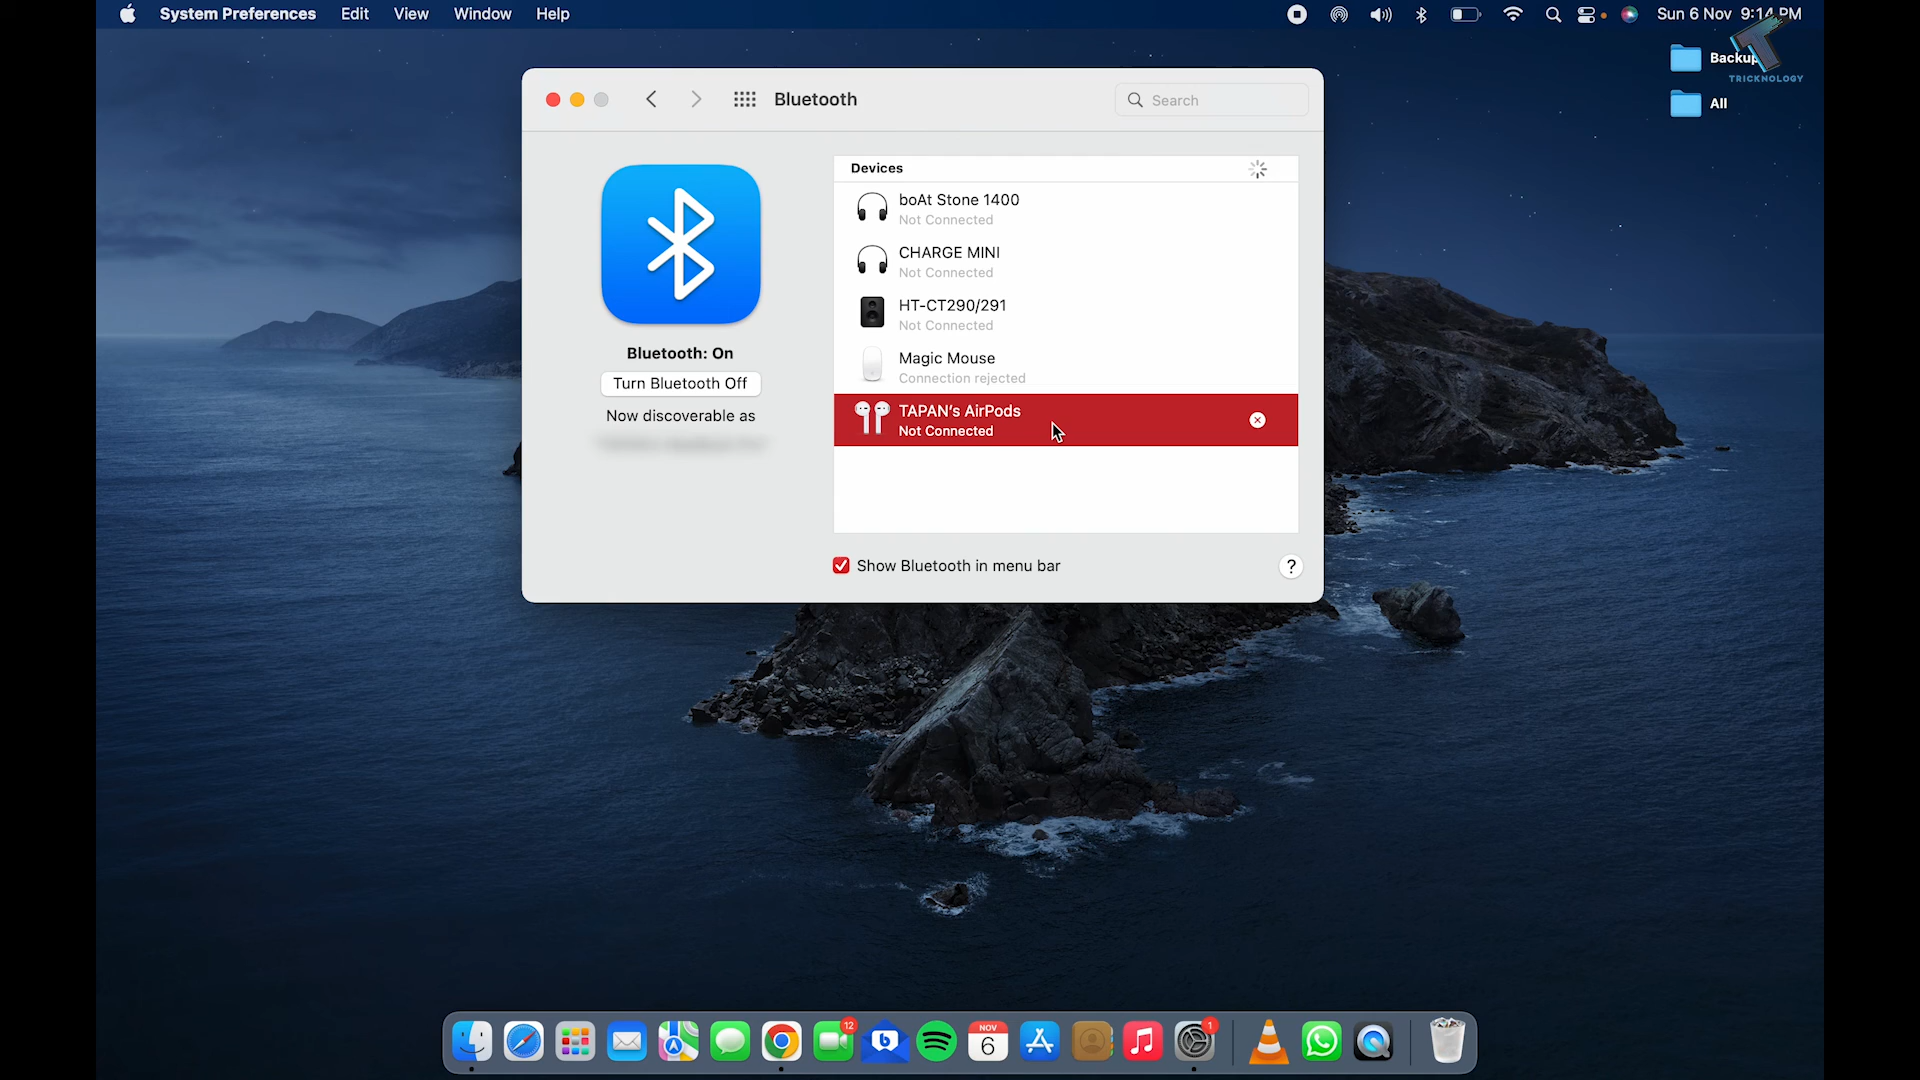 System Preferences Edit View Window Help
Sun 6 Nov 9:14 PM
Backup
TRICKNOLOGY
All
Bluetooth
Search
Devices
boAt Stone 1400
Not Connected
CHARGE MINI
Not Connected
HT-CT290/291
Not Connected
Magic Mouse
Connection rejected
TAPAN's AirPods
Not Connected
Bluetooth: On
Turn Bluetooth Off
Now discoverable as
Show Bluetooth in menu bar
?
12
NOV
6
1